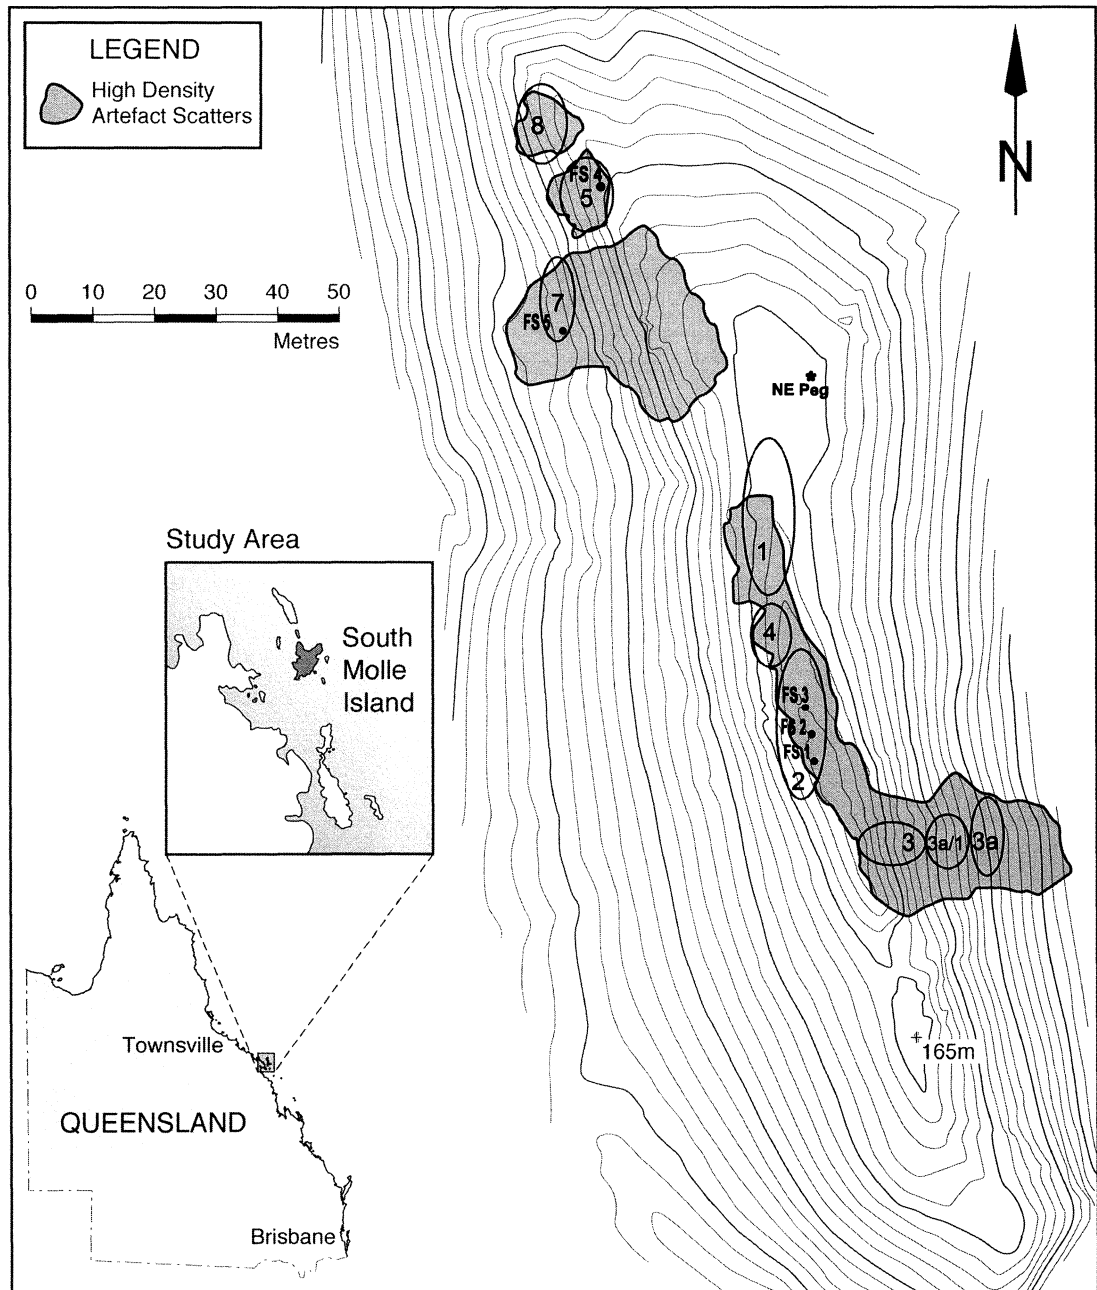 LEGEND
High Density
Artefact Scatters
N
8
FS 4
5
0 10 20 30 40 50
Metres
7
FS 5
NE Peg
Study Area
1
South
Molle
Island
4
FS 3
FS 2
FS 1
2
3
3a/1
3a
165m
Townsville
QUEENSLAND
Brisbane